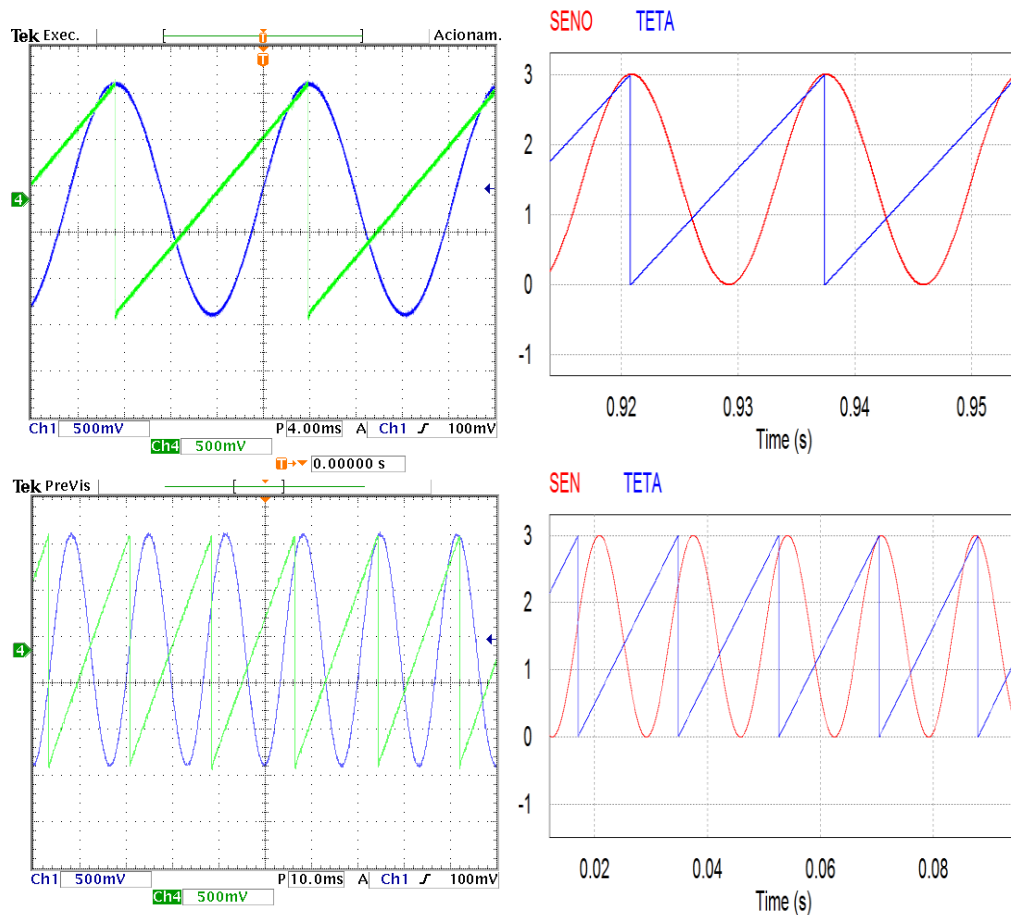 Tek Exec.
T
Acionam.
T
4
Ch1 500mV
P 4.00ms
A Ch1 100mV
Ch4 500mV
T 0.00000 s
SENO TETA
3
2
1
0
-1
0.92 0.93 0.94 0.95
Time (s)
Tek PreVis
4
Ch1 500mV
P 10.0ms
A Ch1 100mV
Ch4 500mV
SEN TETA
3
2
1
0
-1
0.02 0.04 0.06 0.08
Time (s)